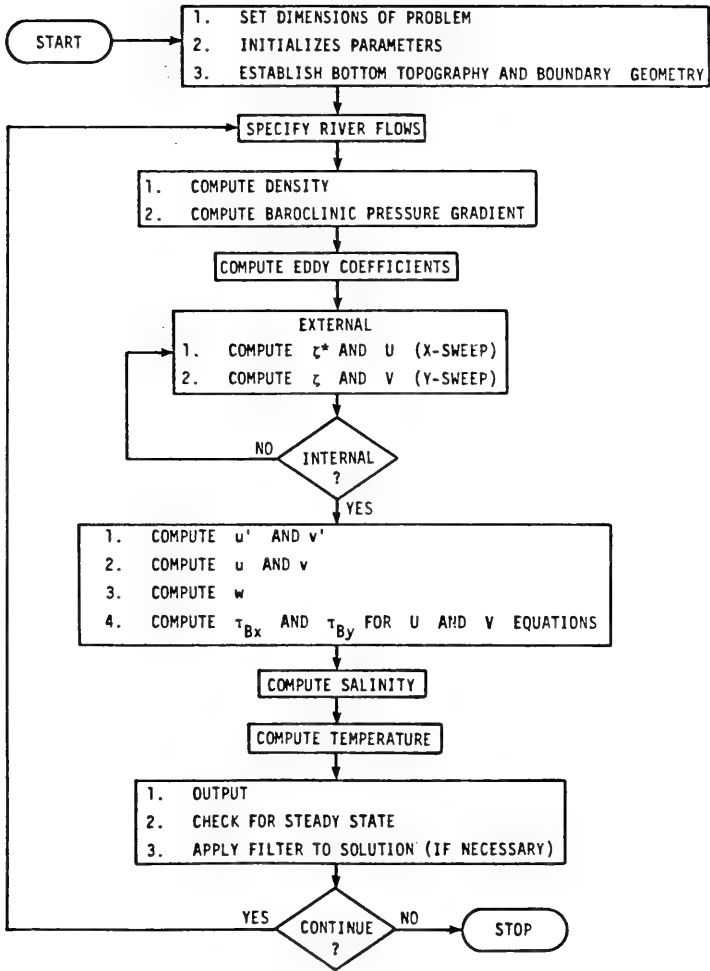 START
1. SET DIMENSIONS OF PROBLEM
2. INITIALIZES PARAMETERS
3. ESTABLISH BOTTOM TOPOGRAPHY AND BOUNDARY GEOMETRY
SPECIFY RIVER FLOWS
1. COMPUTE DENSITY
2. COMPUTE BAROCLINIC PRESSURE GRADIENT
COMPUTE EDDY COEFFICIENTS
EXTERNAL
1. COMPUTE ζ* AND U (X-SWEEP)
2. COMPUTE ζ AND V (Y-SWEEP)
NO
INTERNAL
?
YES
1. COMPUTE u' AND v'
2. COMPUTE u AND v
3. COMPUTE w
4. COMPUTE τBx AND τBy FOR U AND V EQUATIONS
COMPUTE SALINITY
COMPUTE TEMPERATURE
1. OUTPUT
2. CHECK FOR STEADY STATE
3. APPLY FILTER TO SOLUTION (IF NECESSARY)
YES
CONTINUE
?
NO
STOP